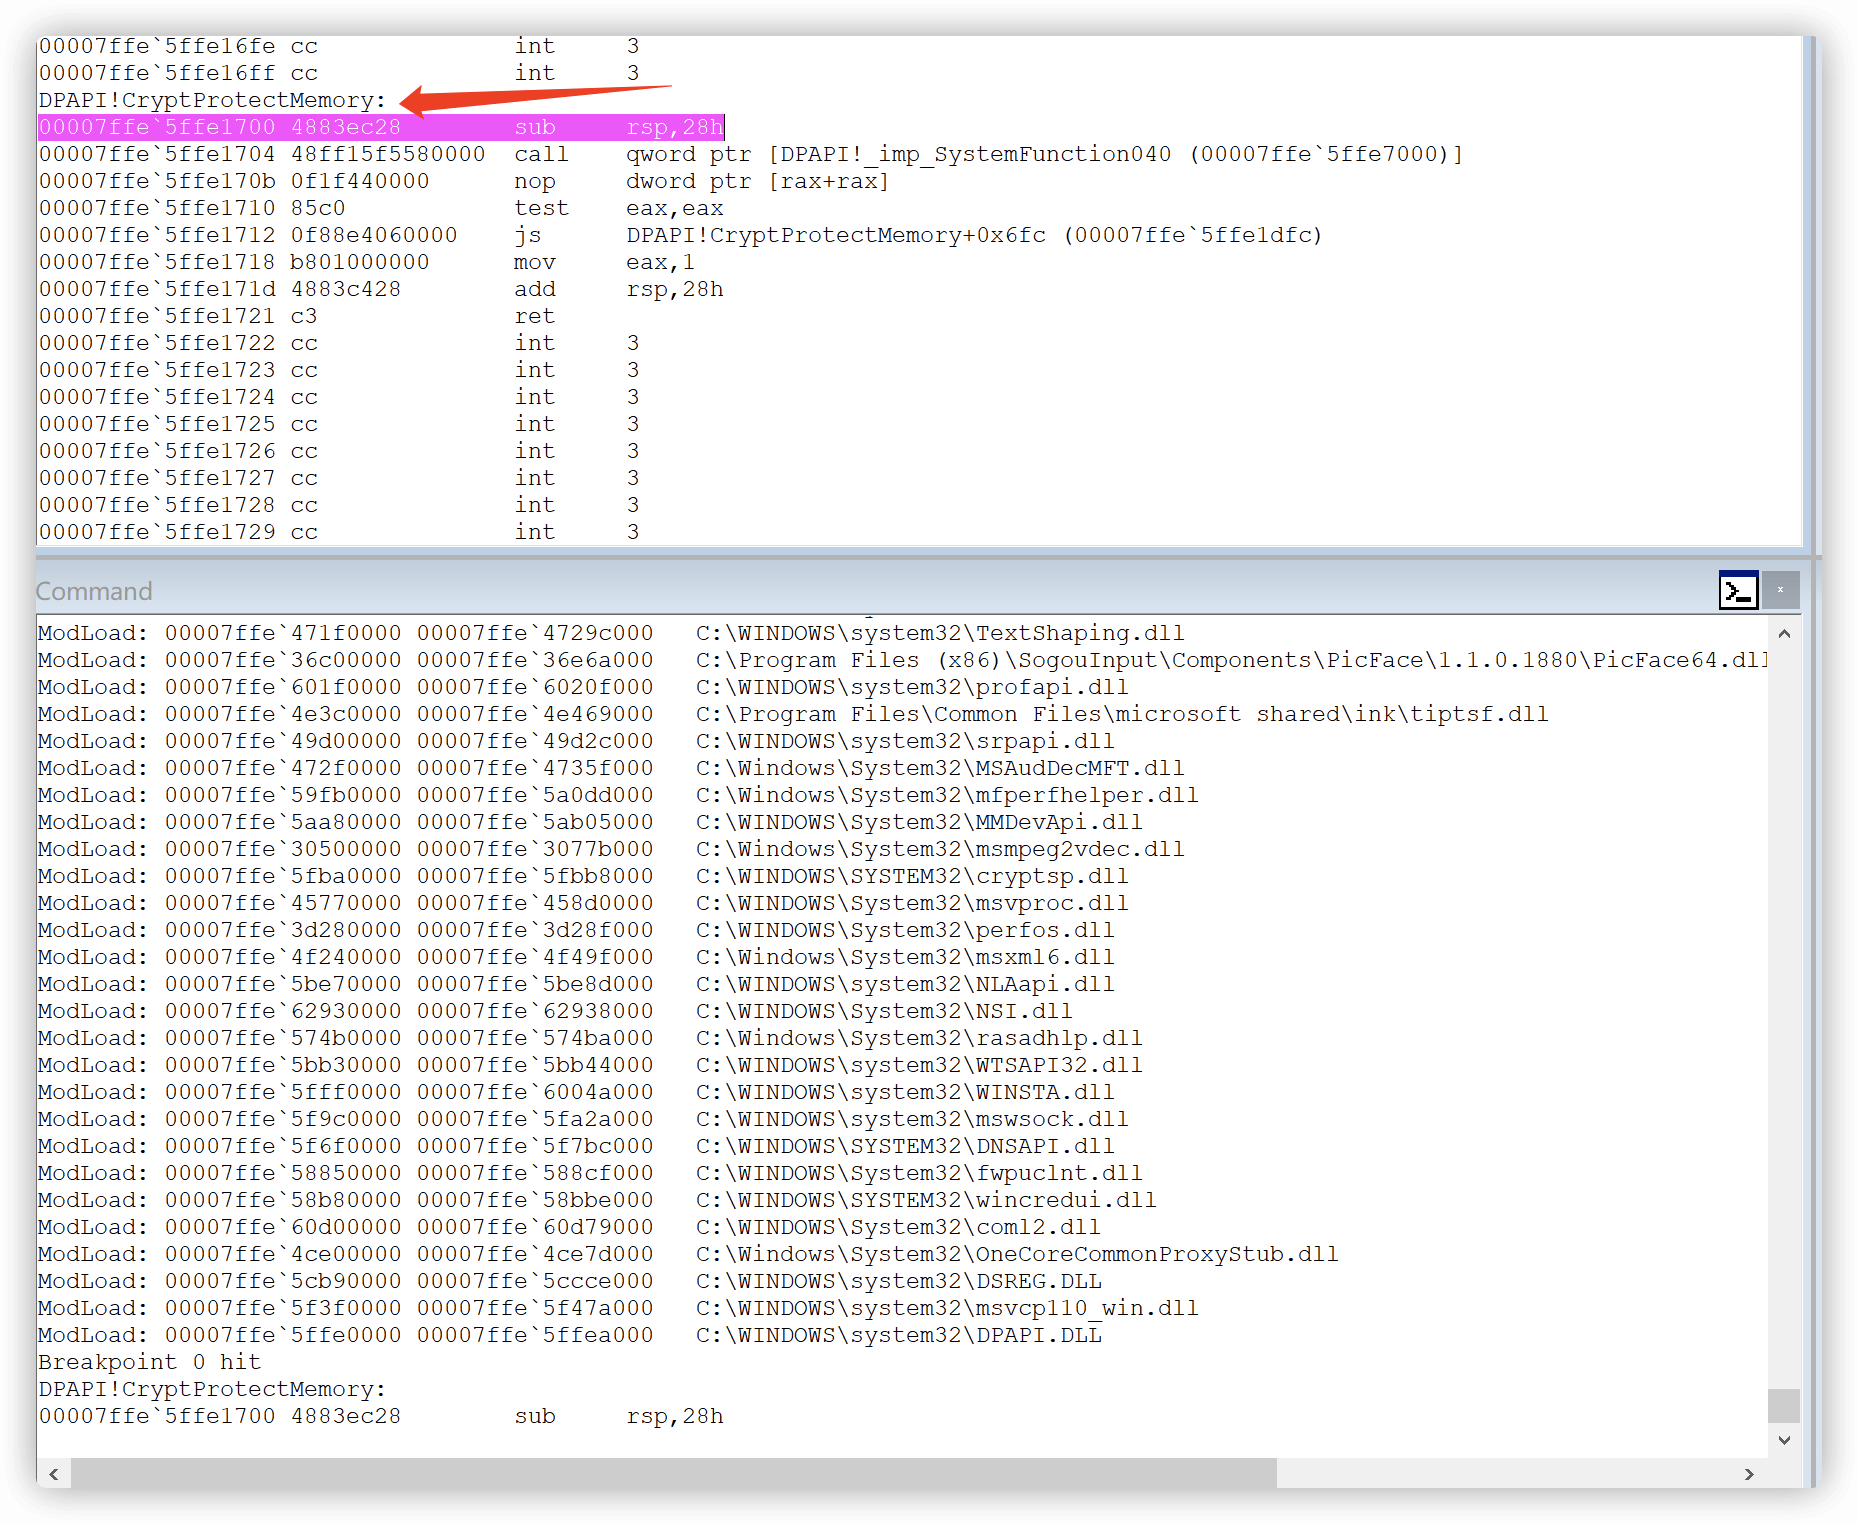 00007ffe`5ffe16fe cc              int     3
00007ffe`5ffe16ff cc              int     3
DPAPI!CryptProtectMemory:
00007ffe`5ffe1700 4883ec28        sub     rsp,28h
00007ffe`5ffe1704 48ff15f5580000  call    qword ptr [DPAPI!_imp_SystemFunction040 (00007ffe`5ffe7000)]
00007ffe`5ffe170b 0f1f440000      nop     dword ptr [rax+rax]
00007ffe`5ffe1710 85c0            test    eax,eax
00007ffe`5ffe1712 0f88e4060000    js      DPAPI!CryptProtectMemory+0x6fc (00007ffe`5ffe1dfc)
00007ffe`5ffe1718 b801000000      mov     eax,1
00007ffe`5ffe171d 4883c428        add     rsp,28h
00007ffe`5ffe1721 c3              ret
00007ffe`5ffe1722 cc              int     3
00007ffe`5ffe1723 cc              int     3
00007ffe`5ffe1724 cc              int     3
00007ffe`5ffe1725 cc              int     3
00007ffe`5ffe1726 cc              int     3
00007ffe`5ffe1727 cc              int     3
00007ffe`5ffe1728 cc              int     3
00007ffe`5ffe1729 cc              int     3
Command
ModLoad: 00007ffe`471f0000 00007ffe`4729c000   C:\WINDOWS\system32\TextShaping.dll
ModLoad: 00007ffe`36c00000 00007ffe`36e6a000   C:\Program Files (x86)\SogouInput\Components\PicFace\1.1.0.1880\PicFace64.dll
ModLoad: 00007ffe`601f0000 00007ffe`6020f000   C:\WINDOWS\system32\profapi.dll
ModLoad: 00007ffe`4e3c0000 00007ffe`4e469000   C:\Program Files\Common Files\microsoft shared\ink\tiptsf.dll
ModLoad: 00007ffe`49d00000 00007ffe`49d2c000   C:\WINDOWS\system32\srpapi.dll
ModLoad: 00007ffe`472f0000 00007ffe`4735f000   C:\Windows\System32\MSAudDecMFT.dll
ModLoad: 00007ffe`59fb0000 00007ffe`5a0dd000   C:\Windows\System32\mfperfhelper.dll
ModLoad: 00007ffe`5aa80000 00007ffe`5ab05000   C:\WINDOWS\System32\MMDevApi.dll
ModLoad: 00007ffe`30500000 00007ffe`3077b000   C:\Windows\System32\msmpeg2vdec.dll
ModLoad: 00007ffe`5fba0000 00007ffe`5fbb8000   C:\WINDOWS\SYSTEM32\cryptsp.dll
ModLoad: 00007ffe`45770000 00007ffe`458d0000   C:\WINDOWS\System32\msvproc.dll
ModLoad: 00007ffe`3d280000 00007ffe`3d28f000   C:\WINDOWS\System32\perfos.dll
ModLoad: 00007ffe`4f240000 00007ffe`4f49f000   C:\Windows\System32\msxml6.dll
ModLoad: 00007ffe`5be70000 00007ffe`5be8d000   C:\WINDOWS\system32\NLAapi.dll
ModLoad: 00007ffe`62930000 00007ffe`62938000   C:\WINDOWS\System32\NSI.dll
ModLoad: 00007ffe`574b0000 00007ffe`574ba000   C:\Windows\System32\rasadhlp.dll
ModLoad: 00007ffe`5bb30000 00007ffe`5bb44000   C:\WINDOWS\system32\WTSAPI32.dll
ModLoad: 00007ffe`5fff0000 00007ffe`6004a000   C:\WINDOWS\system32\WINSTA.dll
ModLoad: 00007ffe`5f9c0000 00007ffe`5fa2a000   C:\WINDOWS\system32\mswsock.dll
ModLoad: 00007ffe`5f6f0000 00007ffe`5f7bc000   C:\WINDOWS\SYSTEM32\DNSAPI.dll
ModLoad: 00007ffe`58850000 00007ffe`588cf000   C:\WINDOWS\System32\fwpuclnt.dll
ModLoad: 00007ffe`58b80000 00007ffe`58bbe000   C:\WINDOWS\SYSTEM32\wincredui.dll
ModLoad: 00007ffe`60d00000 00007ffe`60d79000   C:\WINDOWS\System32\coml2.dll
ModLoad: 00007ffe`4ce00000 00007ffe`4ce7d000   C:\Windows\System32\OneCoreCommonProxyStub.dll
ModLoad: 00007ffe`5cb90000 00007ffe`5ccce000   C:\WINDOWS\system32\DSREG.DLL
ModLoad: 00007ffe`5f3f0000 00007ffe`5f47a000   C:\WINDOWS\system32\msvcp110_win.dll
ModLoad: 00007ffe`5ffe0000 00007ffe`5ffea000   C:\WINDOWS\system32\DPAPI.DLL
Breakpoint 0 hit
DPAPI!CryptProtectMemory:
00007ffe`5ffe1700 4883ec28        sub     rsp,28h